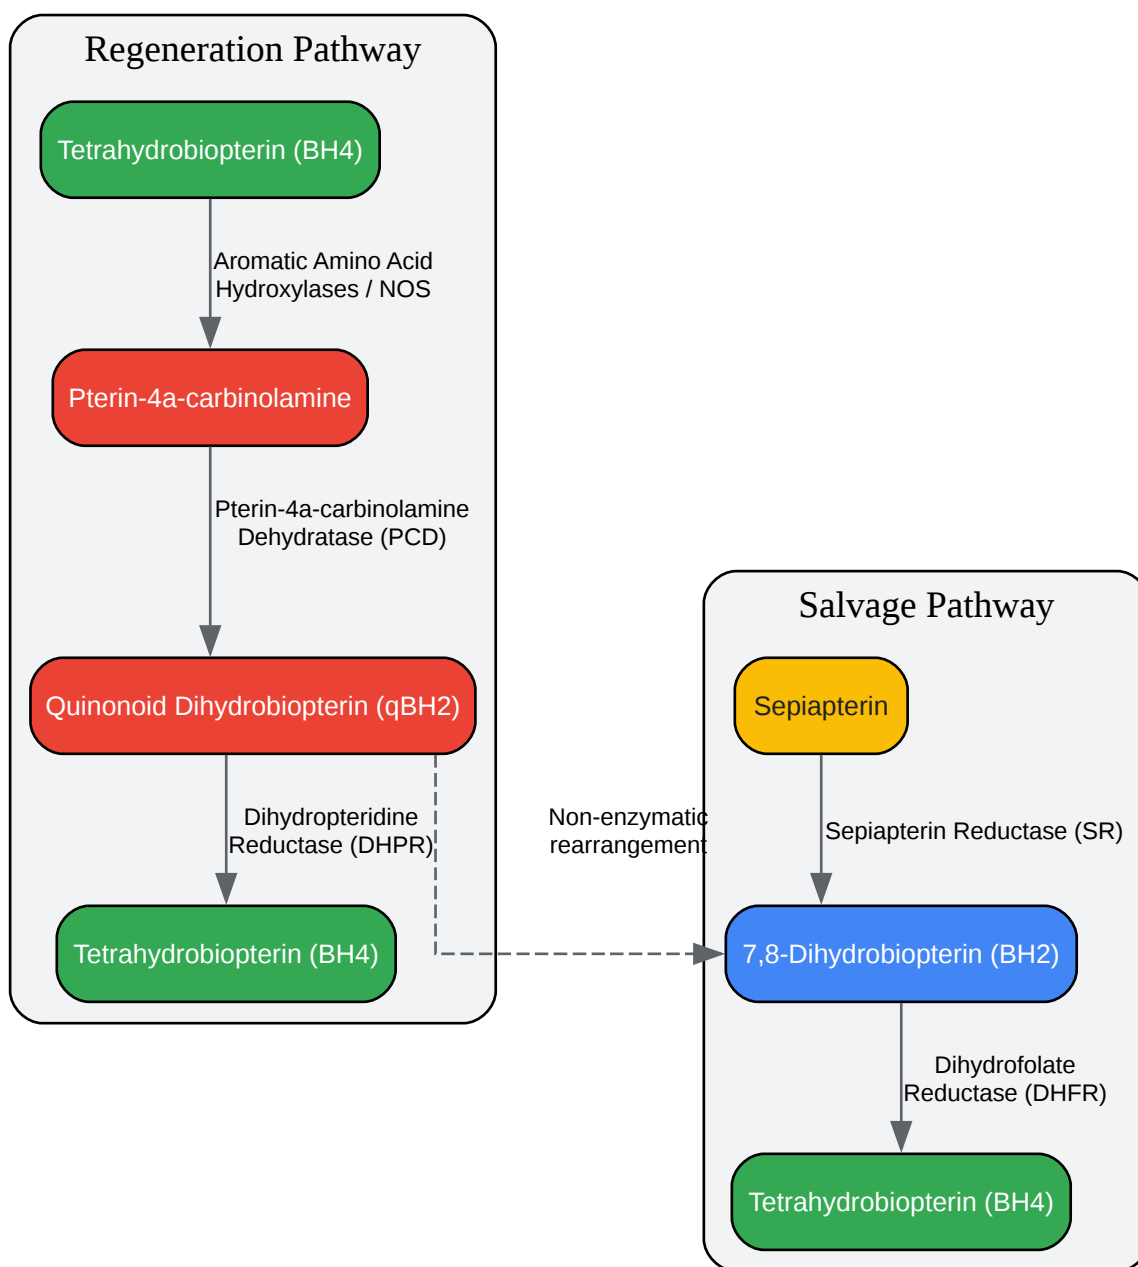 Regeneration Pathway
Tetrahydrobiopterin (BH4)
Aromatic Amino Acid
Hydroxylases / NOS
Pterin-4a-carbinolamine
Pterin-4a-carbinolamine
Dehydratase (PCD)
Quinonoid Dihydrobiopterin (qBH2)
Dihydropteridine
Reductase (DHPR)
Tetrahydrobiopterin (BH4)
Non-enzymatic
rearrangement
Salvage Pathway
Sepiapterin
Sepiapterin Reductase (SR)
7,8-Dihydrobiopterin (BH2)
Dihydrofolate
Reductase (DHFR)
Tetrahydrobiopterin (BH4)